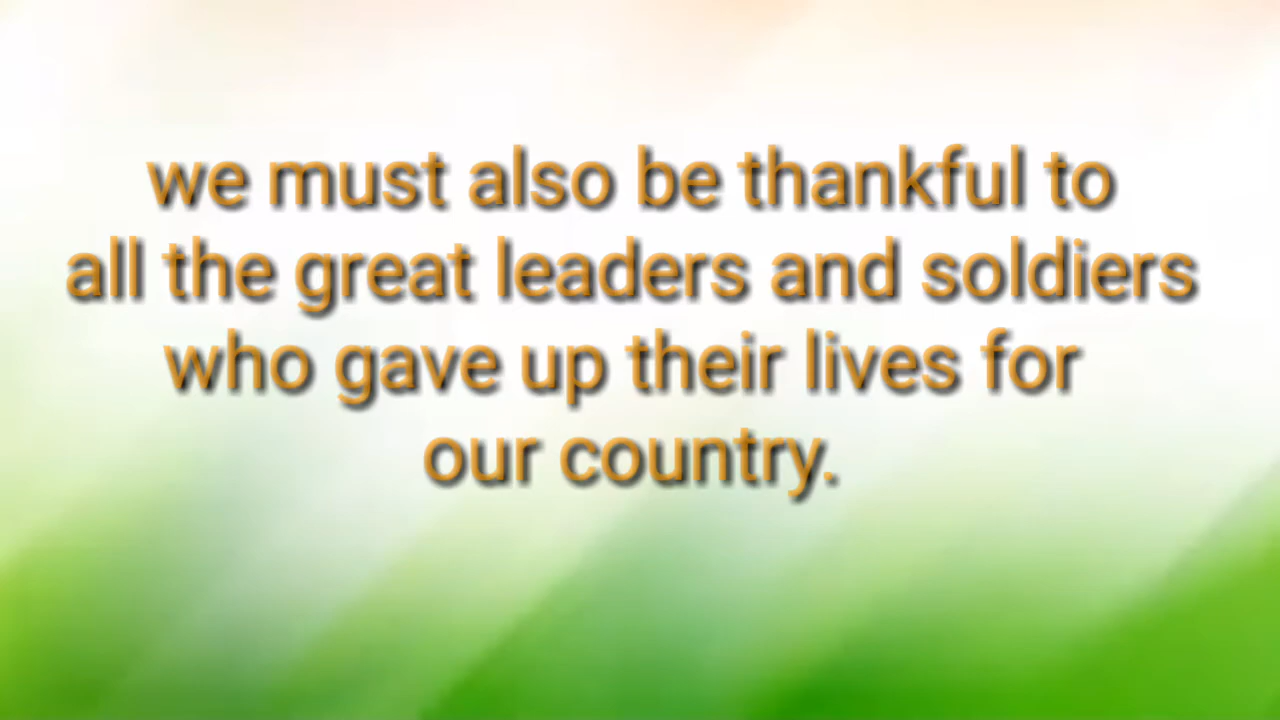 we must also be thankful to
all the great leaders and soldiers
who gave up their lives for
our country.